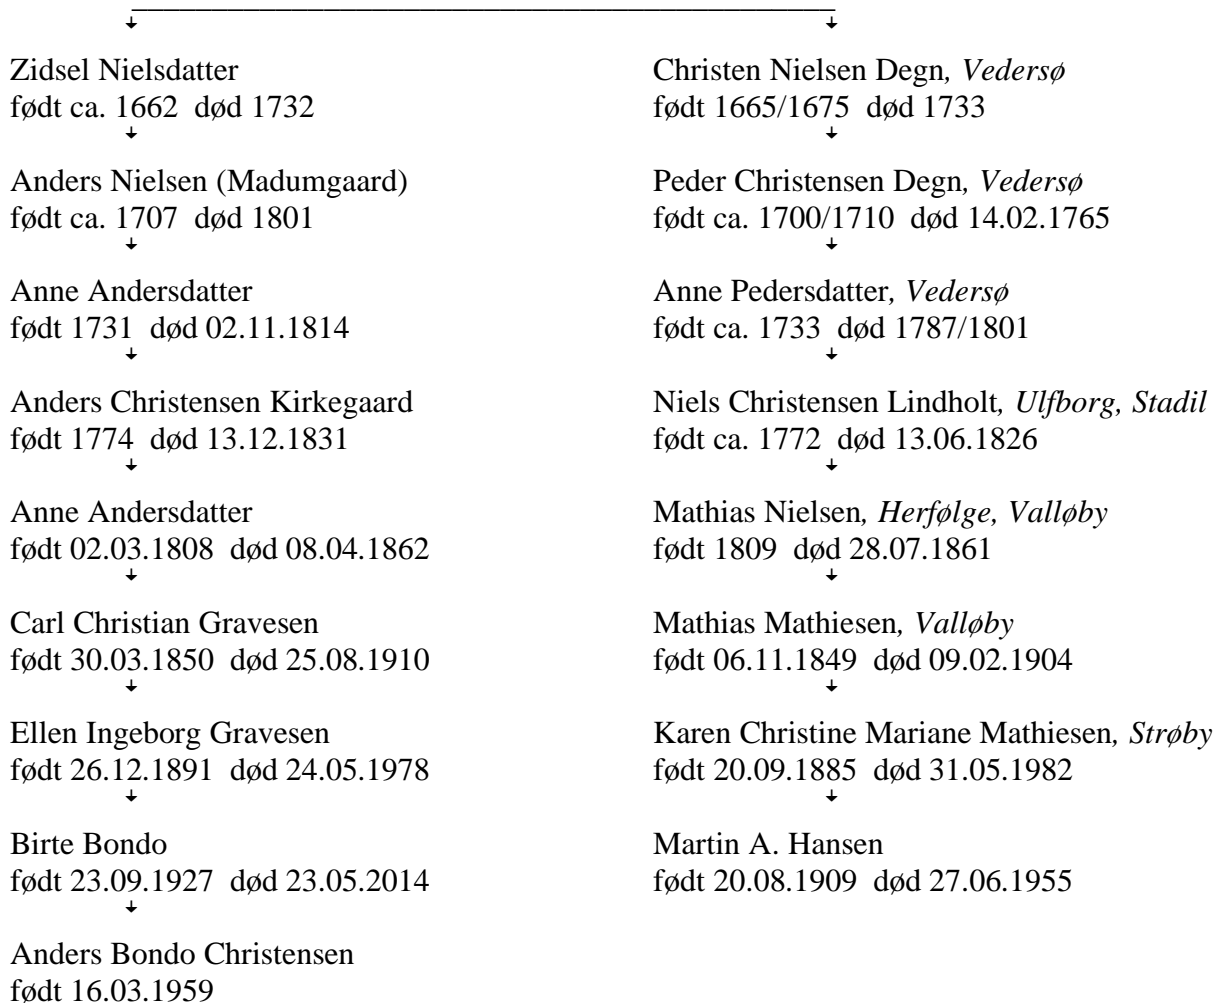 Zidsel Nielsdatter
født ca. 1662 død 1732
Anders Nielsen (Madumgaard)
født ca. 1707 død 1801
Anne Andersdatter
født 1731 død 02.11.1814
Anders Christensen Kirkegaard
født 1774 død 13.12.1831
Anne Andersdatter
født 02.03.1808 død 08.04.1862
Carl Christian Gravesen
født 30.03.1850 død 25.08.1910
Ellen Ingeborg Gravesen
født 26.12.1891 død 24.05.1978
Birte Bondo
født 23.09.1927 død 23.05.2014
Anders Bondo Christensen
født 16.03.1959
Christen Nielsen Degn, Vedersø
født 1665/1675 død 1733
Peder Christensen Degn, Vedersø
født ca. 1700/1710 død 14.02.1765
Anne Pedersdatter, Vedersø
født ca. 1733 død 1787/1801
Niels Christensen Lindholt, Ulfborg, Stadil
født ca. 1772 død 13.06.1826
Mathias Nielsen, Herfølge, Valløby
født 1809 død 28.07.1861
Mathias Mathiesen, Valløby
født 06.11.1849 død 09.02.1904
Karen Christine Mariane Mathiesen, Strøby
født 20.09.1885 død 31.05.1982
Martin A. Hansen
født 20.08.1909 død 27.06.1955